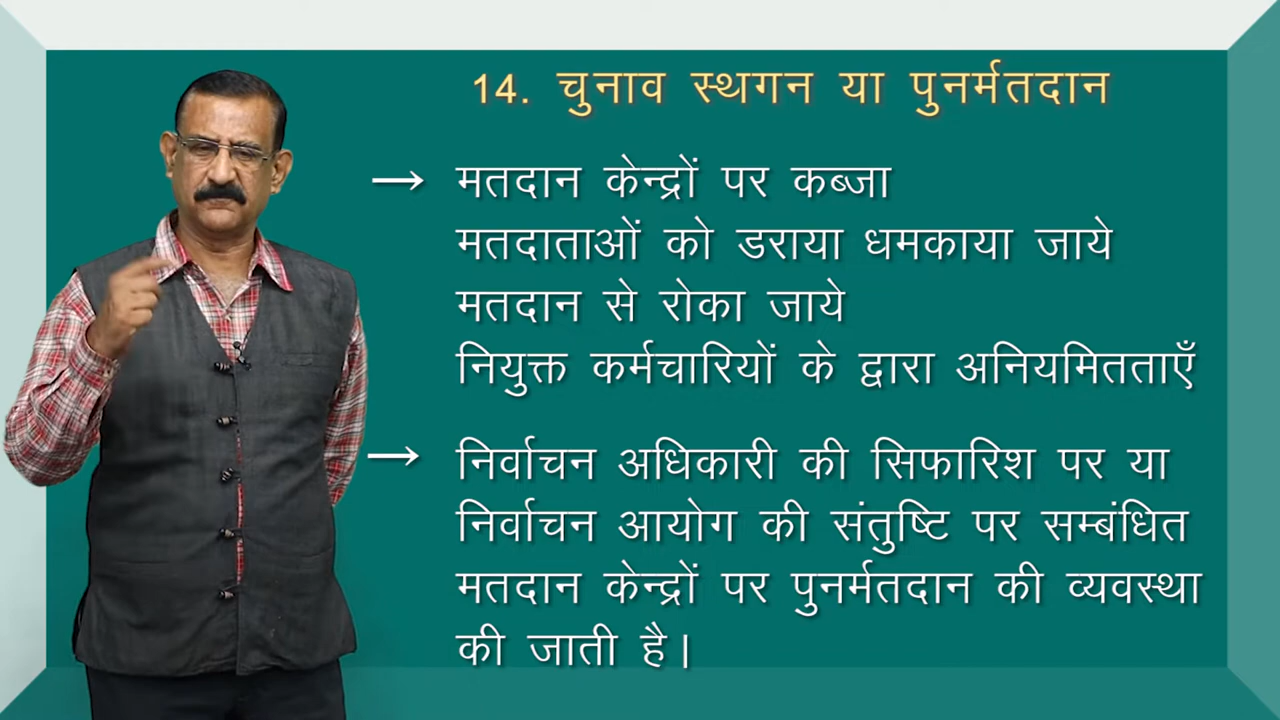 14. चुनाव स्थगन या पुनर्मतदान
→ मतदान केन्द्रों पर कब्जा
मतदाताओं को डराया धमकाया जाये
मतदान से रोका जाये
नियुक्त कर्मचारियों के द्वारा अनियमितताएँ
→ निर्वाचन अधिकारी की सिफारिश पर या
निर्वाचन आयोग की संतुष्टि पर सम्बंधित
मतदान केन्द्रों पर पुनर्मतदान की व्यवस्था
की जाती है।